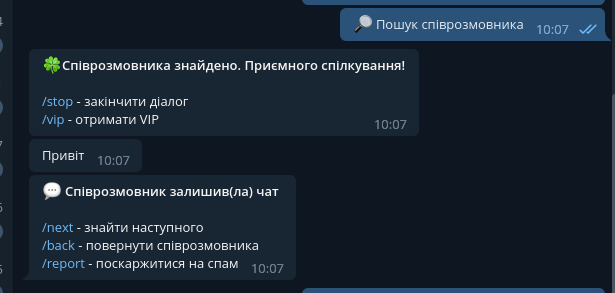 🔎 Пошук співрозмовника 10:07
🍀Співрозмовника знайдено. Приємного спілкування!
/stop - закінчити діалог
/vip - отримати VIP
10:07
Привіт 10:07
💬 Співрозмовник залишив(ла) чат
/next - знайти наступного
/back - повернути співрозмовника
/report - поскаржитися на спам 10:07